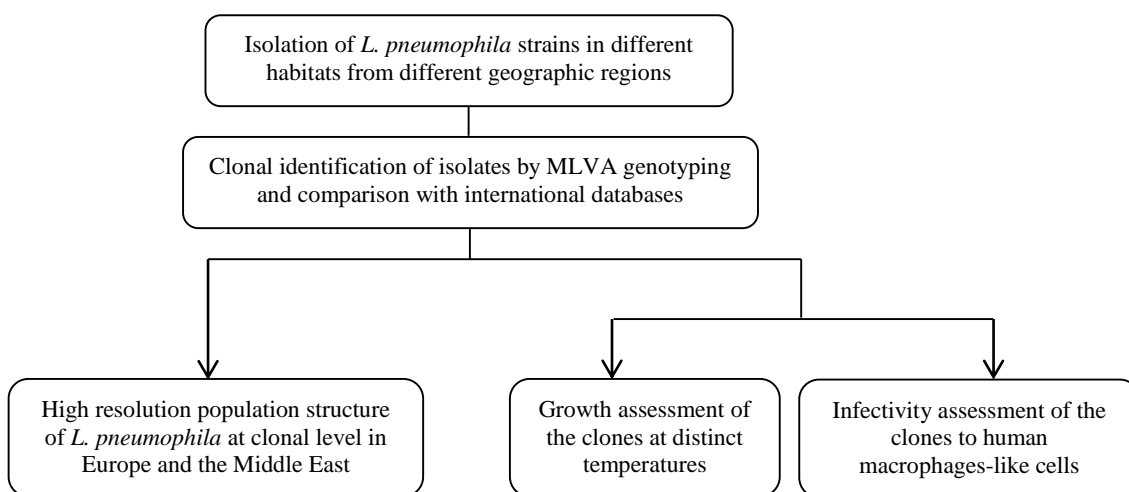 Isolation of L. pneumophila strains in different
habitats from different geographic regions
Clonal identification of isolates by MLVA genotyping
and comparison with international databases
High resolution population structure
of L. pneumophila at clonal level in
Europe and the Middle East
Growth assessment of
the clones at distinct
temperatures
Infectivity assessment of the
clones to human
macrophages-like cells